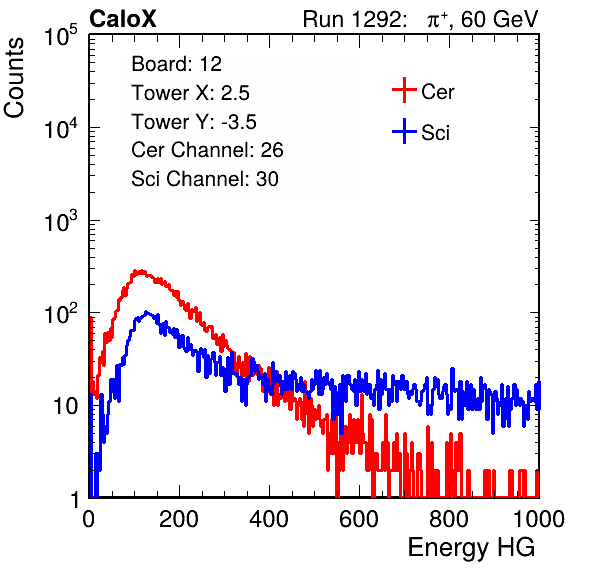 CaloX Run 1292: π⁺, 60 GeV
Counts
10⁵
10⁴
10³
10²
10
1
Board: 12
Tower X: 2.5
Tower Y: -3.5
Cer Channel: 26
Sci Channel: 30
Cer
Sci
0 200 400 600 800 1000
Energy HG